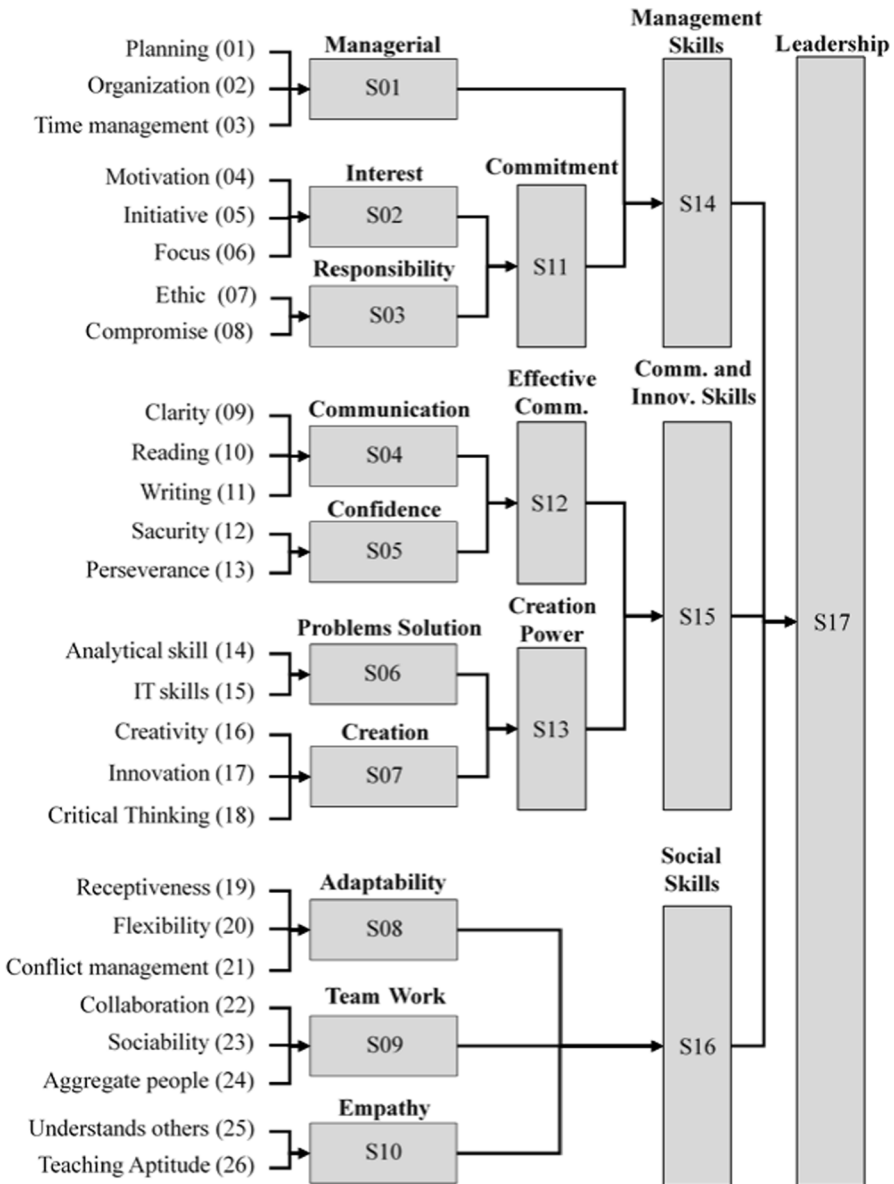 Management
Skills
Leadership
Planning (01)
Organization (02)
Time management (03)
Managerial
S01
Motivation (04)
Initiative (05)
Focus (06)
Interest
S02
Commitment
S11
S14
Responsibility
Ethic (07)
Compromise (08)
S03
Effective
Comm.
Comm. and
Innov. Skills
Clarity (09)
Reading (10)
Writing (11)
Communication
S04
S12
Confidence
Sacurity (12)
Perseverance (13)
S05
Creation
Power
S15
S17
Problems Solution
Analytical skill (14)
IT skills (15)
S06
S13
Creation
Creativity (16)
Innovation (17)
Critical Thinking (18)
S07
Social
Skills
Adaptability
Receptiveness (19)
Flexibility (20)
Conflict management (21)
S08
Team Work
Collaboration (22)
Sociability (23)
Aggregate people (24)
S09
S16
Empathy
Understands others (25)
Teaching Aptitude (26)
S10